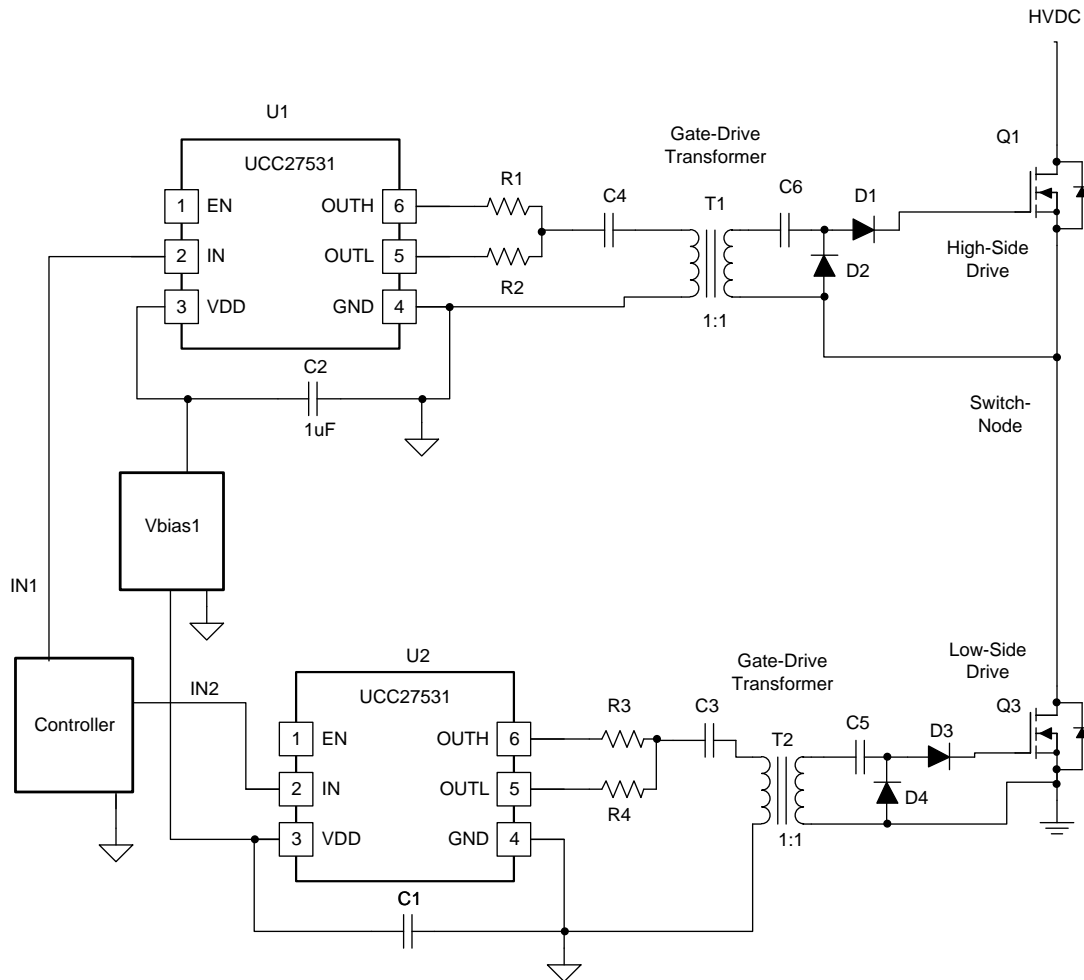 HVDC
U1
UCC27531
1 EN
2 IN
3 VDD
OUTH 6
OUTL 5
GND 4
R1
R2
C4
Gate-Drive
Transformer
T1
1:1
C6
D1
D2
Q1
High-Side
Drive
C2
1uF
Switch-
Node
Vbias1
IN1
Controller
IN2
U2
UCC27531
1 EN
2 IN
3 VDD
OUTH 6
OUTL 5
GND 4
R3
R4
C3
Gate-Drive
Transformer
T2
1:1
C5
D3
D4
Low-Side
Drive
Q3
C1